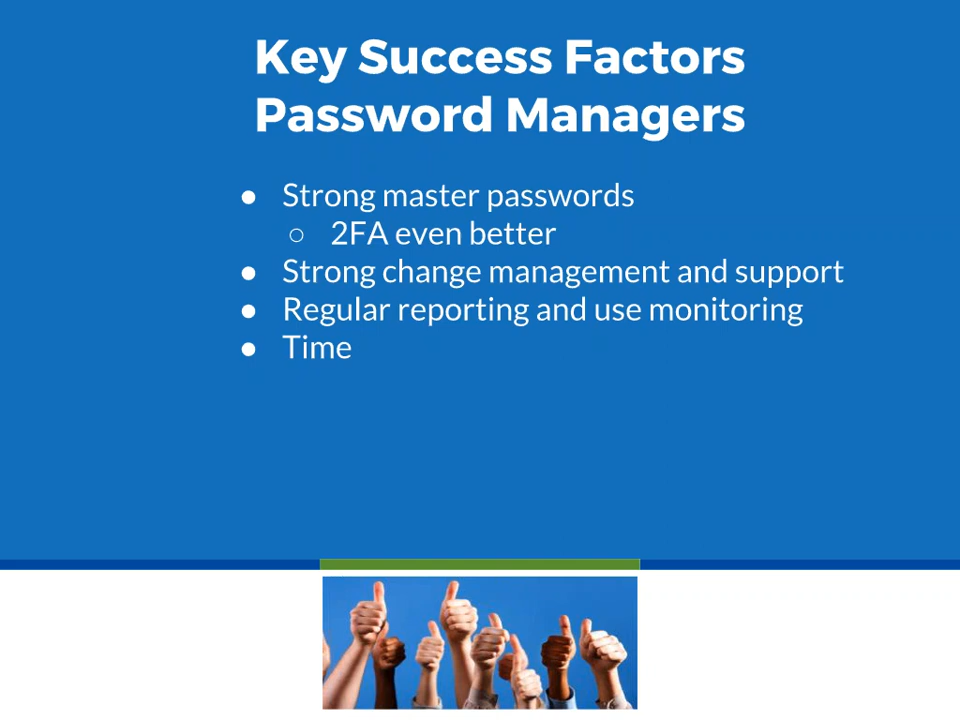 Key Success Factors
Password Managers
● Strong master passwords
○ 2FA even better
● Strong change management and support
● Regular reporting and use monitoring
● Time